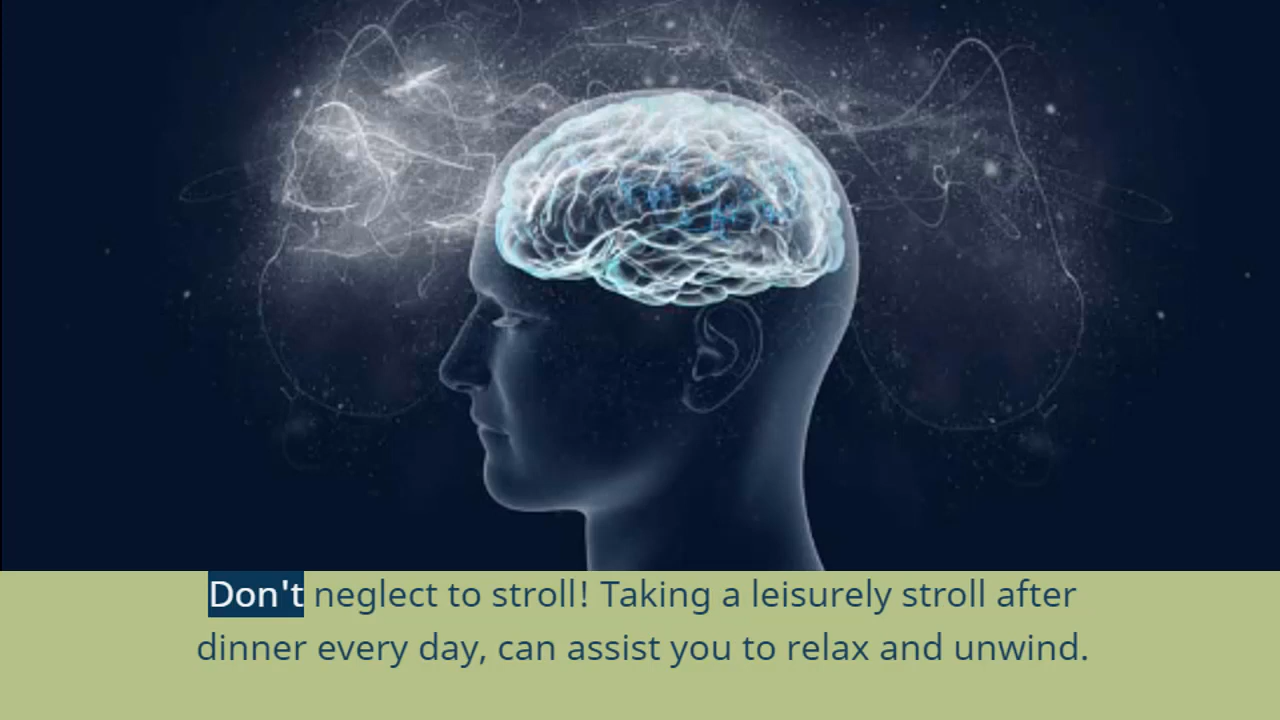 Don't neglect to stroll! Taking a leisurely stroll after
dinner every day, can assist you to relax and unwind.